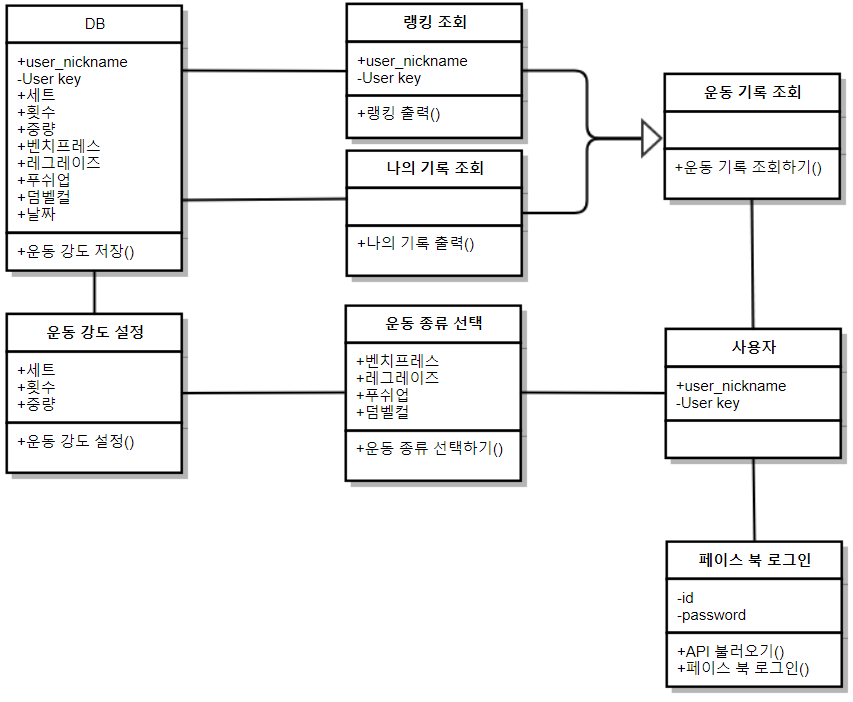 DB
+user_nickname
-User key
+세트
+횟수
+중량
+벤치프레스
+레그레이즈
+푸쉬업
+덤벨컬
+날짜
+운동 강도 저장()
랭킹 조회
+user_nickname
-User key
+랭킹 출력()
나의 기록 조회
+나의 기록 출력()
운동 기록 조회
+운동 기록 조회하기()
운동 강도 설정
+세트
+횟수
+중량
+운동 강도 설정()
운동 종류 선택
+벤치프레스
+레그레이즈
+푸쉬업
+덤벨컬
+운동 종류 선택하기()
사용자
+user_nickname
-User key
페이스 북 로그인
-id
-password
+API 불러오기()
+페이스 북 로그인()